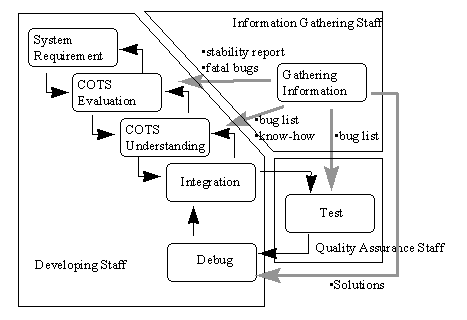 Information Gathering Staff
System
Requirement
•stability report
•fatal bugs
COTS
Evaluation
Gathering
Information
COTS
Understanding
•bug list
•know-how
•bug list
Integration
Test
Quality Assurance Staff
Debug
Developing Staff
•Solutions